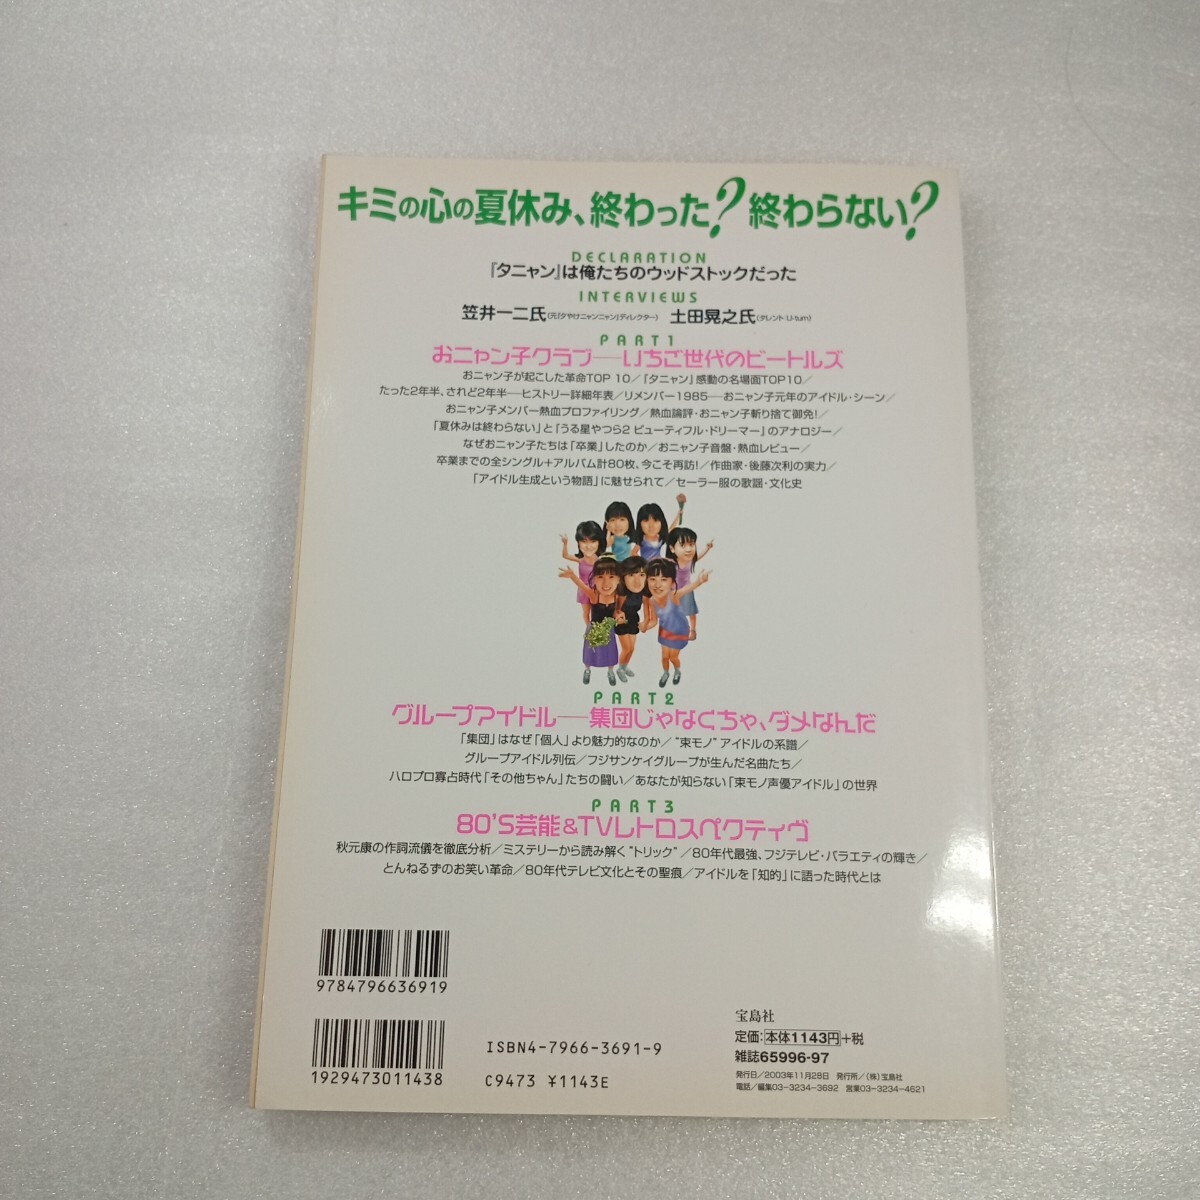 キミの心の夏休み、終わった?終わらない?
DECLARATION
『タニャン』は俺たちのウッドストックだった
INTERVIEWS
笠井一二氏(元『夕やけニャンニャン』ディレクター) 土田晃之氏(タレント:U-turn)
PART1
おニャン子クラブ──いちご世代のビートルズ
おニャン子が起こした革命TOP 10/『タニャン』感動の名場面TOP10/
たった2年半、されど2年半──ヒストリー詳細年表/リメンバー1985──おニャン子元年のアイドル・シーン/
おニャン子メンバー熱血プロファイリング/熱血論評・おニャン子斬り捨て御免!/
「夏休みは終わらない」と『うる星やつら2 ビューティフル・ドリーマー』のアナロジー/
なぜおニャン子たちは「卒業」したのか/おニャン子音盤・熱血レビュー/
卒業までの全シングル+アルバム計80枚、今こそ再訪!/作曲家・後藤次利の実力/
「アイドル生成という物語」に魅せられて/セーラー服の歌謡・文化史
PART2
グループアイドル──集団じゃなくちゃ、ダメなんだ
「集団」はなぜ「個人」より魅力的なのか/"束モノ"アイドルの系譜/
グループアイドル列伝/フジサンケイグループが生んだ名曲たち/
ハロプロ寡占時代「その他ちゃん」たちの闘い/あなたが知らない「束モノ声優アイドル」の世界
PART3
80'S芸能&TVレトロスペクティヴ
秋元康の作詞流儀を徹底分析/ミステリーから読み解く"トリック"/80年代最強、フジテレビ・バラエティの輝き/
とんねるずのお笑い革命/80年代テレビ文化とその聖痕/アイドルを「知的」に語った時代とは
9784796636919
1929473011438
ISBN4-7966-3691-9
C9473 ¥1143E
宝島社
定価:本体1143円+税
雑誌65996-97
発行日/2003年11月28日 発行所/(株)宝島社
電話/編集03-3234-3692 営業03-3234-4621